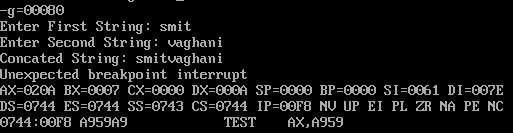 -g=00080
Enter First String: smit
Enter Second String: vaghani
Concated String: smitvaghani
Unexpected breakpoint interrupt
AX=020A BX=0007 CX=0000 DX=000A SP=0000 BP=0000 SI=0061 DI=007E
DS=0744 ES=0744 SS=0743 CS=0744 IP=00F8 NV UP EI PL ZR NA PE NC
0744:00F8 A959A9 TEST AX,A959